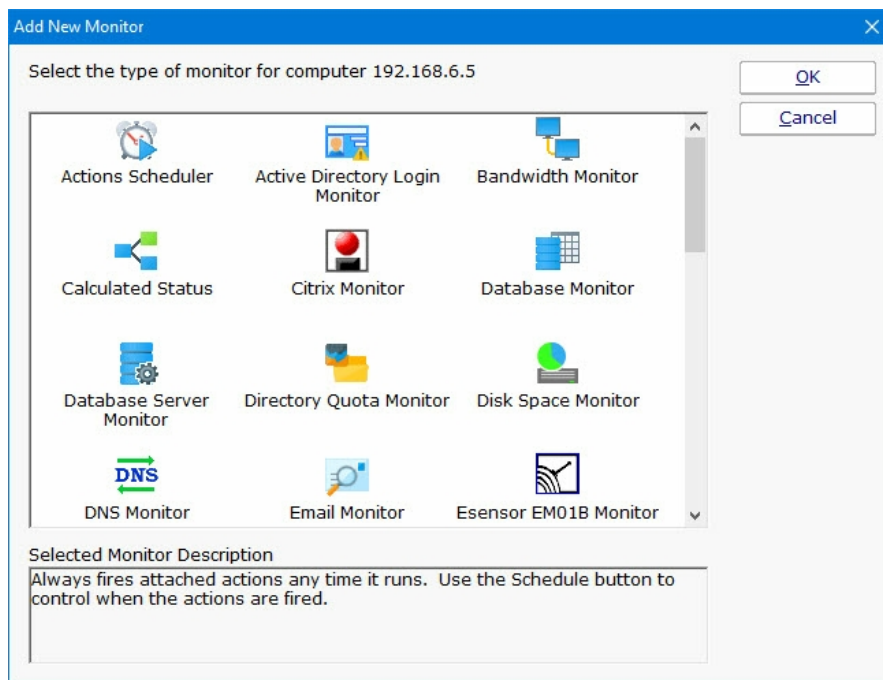 Add New Monitor
Select the type of monitor for computer 192.168.6.5
OK
Cancel
Actions Scheduler
Active Directory Login
Monitor
Bandwidth Monitor
Calculated Status
Citrix Monitor
Database Monitor
Database Server
Monitor
Directory Quota Monitor
Disk Space Monitor
DNS
DNS Monitor
Email Monitor
Esensor EM01B Monitor
Selected Monitor Description
Always fires attached actions any time it runs.  Use the Schedule button to
control when the actions are fired.